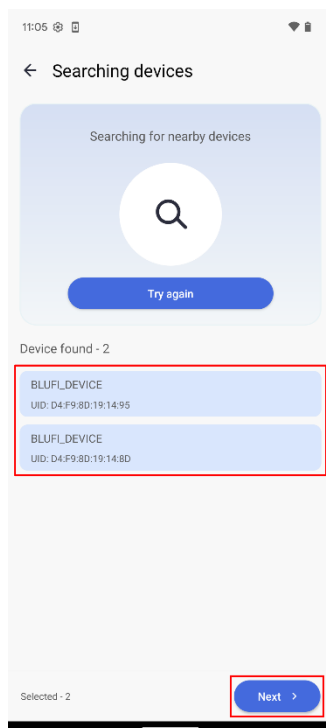 11:05
Searching devices
Searching for nearby devices
Try again
Device found - 2
BLUFI_DEVICE
UID: D4:F9:8D:19:14:95
BLUFI_DEVICE
UID: D4:F9:8D:19:14:8D
Selected - 2
Next